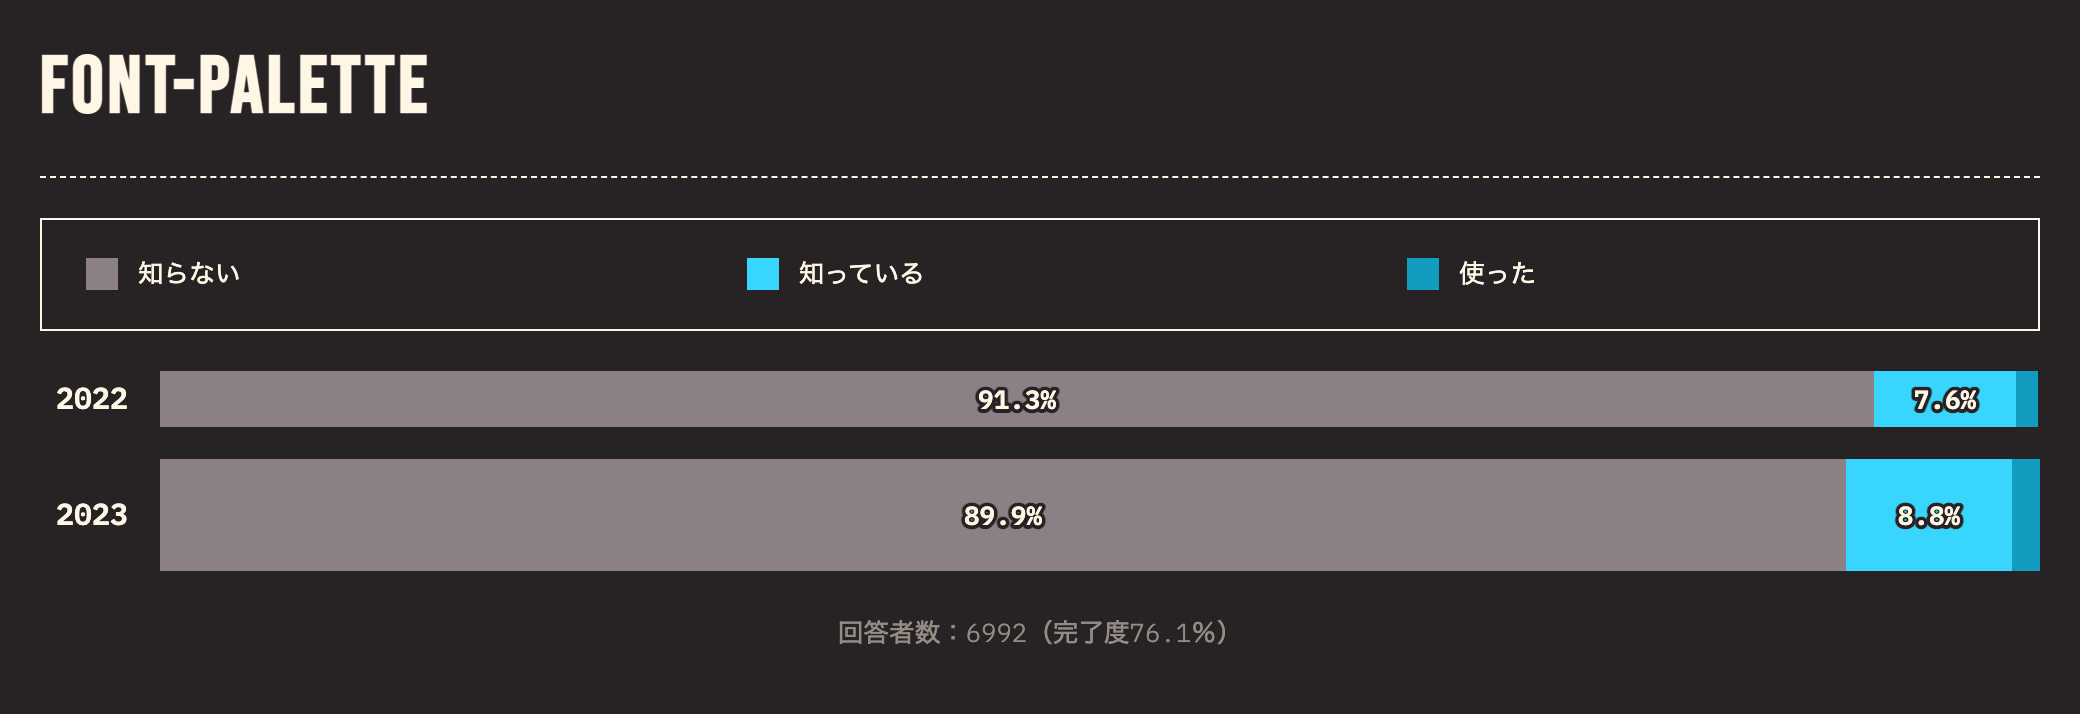 FONT-PALETTE
知らない
知っている
使った
2022
91.3%
7.6%
2023
89.9%
8.8%
回答者数：6992（完了度76.1%）